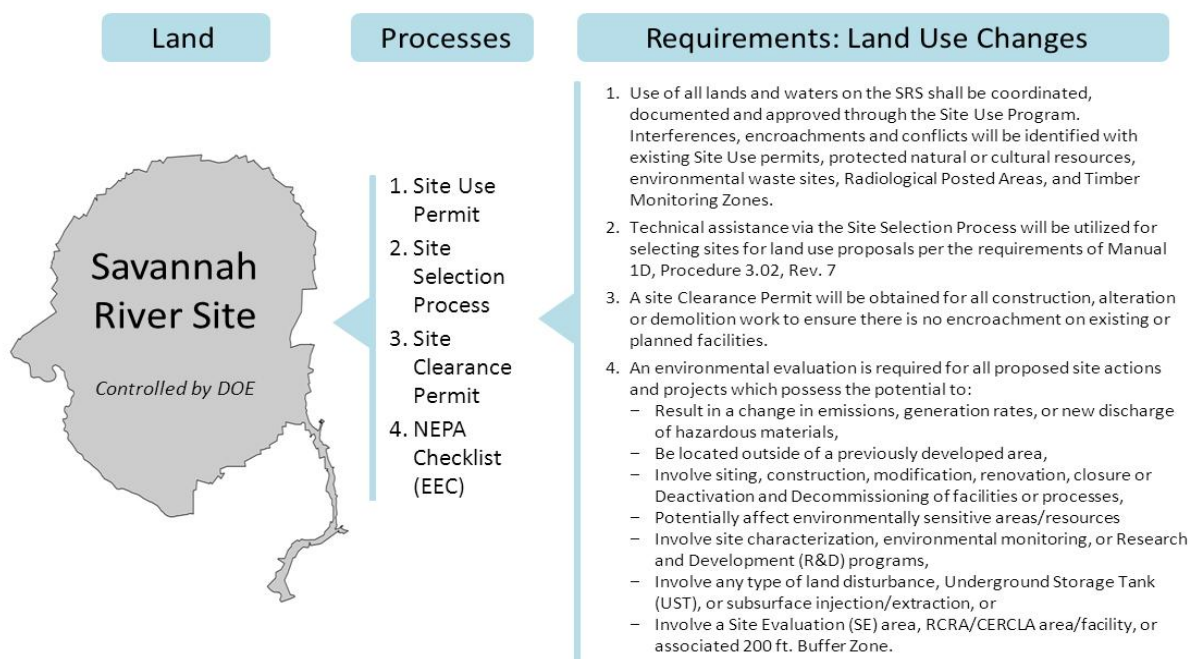 Land
Processes
Requirements: Land Use Changes
Savannah
River Site
Controlled by DOE
1. Site Use
Permit
2. Site
Selection
Process
3. Site
Clearance
Permit
4. NEPA
Checklist
(EEC)
1. Use of all lands and waters on the SRS shall be coordinated,
documented and approved through the Site Use Program.
Interferences, encroachments and conflicts will be identified with
existing Site Use permits, protected natural or cultural resources,
environmental waste sites, Radiological Posted Areas, and Timber
Monitoring Zones.
2. Technical assistance via the Site Selection Process will be utilized for
selecting sites for land use proposals per the requirements of Manual
1D, Procedure 3.02, Rev. 7
3. A site Clearance Permit will be obtained for all construction, alteration
or demolition work to ensure there is no encroachment on existing or
planned facilities.
4. An environmental evaluation is required for all proposed site actions
and projects which possess the potential to:
– Result in a change in emissions, generation rates, or new discharge
of hazardous materials,
– Be located outside of a previously developed area,
– Involve siting, construction, modification, renovation, closure or
Deactivation and Decommissioning of facilities or processes,
– Potentially affect environmentally sensitive areas/resources
– Involve site characterization, environmental monitoring, or Research
and Development (R&D) programs,
– Involve any type of land disturbance, Underground Storage Tank
(UST), or subsurface injection/extraction, or
– Involve a Site Evaluation (SE) area, RCRA/CERCLA area/facility, or
associated 200 ft. Buffer Zone.